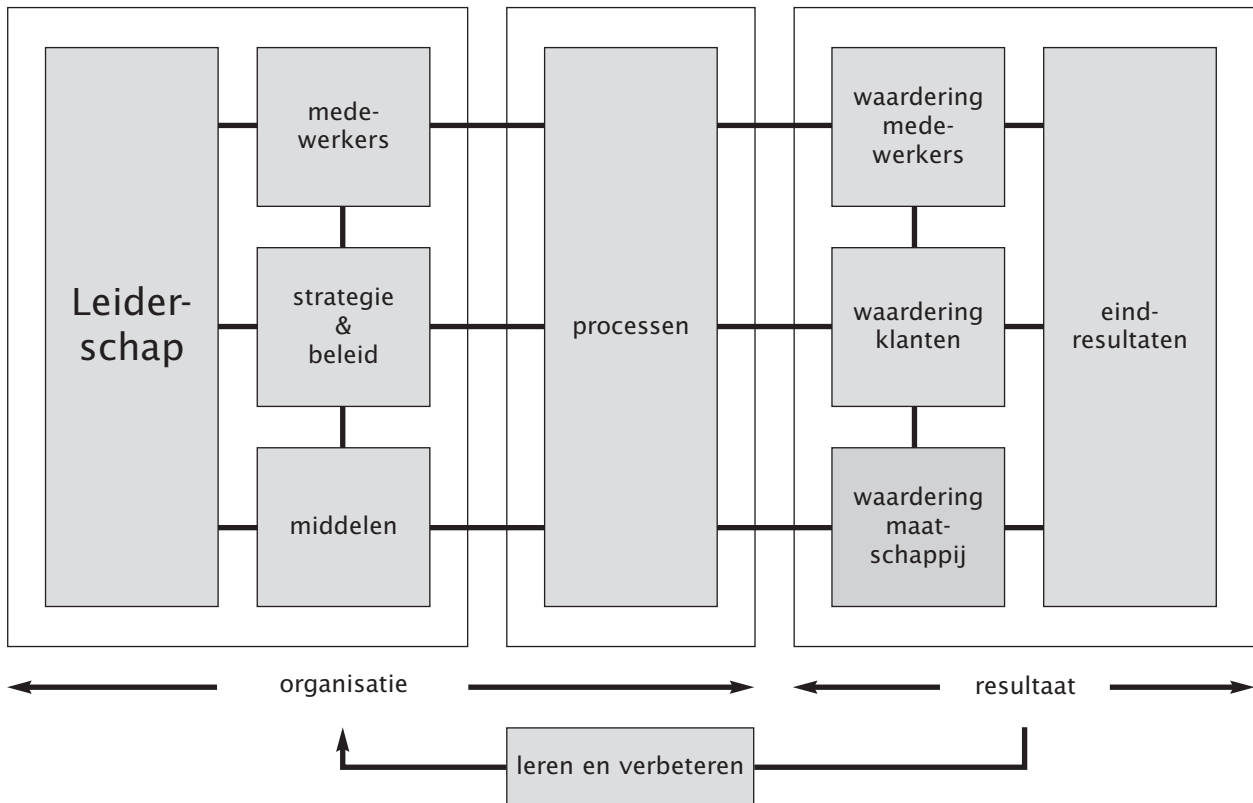 Leider-
schap
mede-
werkers
strategie
&
beleid
middelen
processen
waardering
mede-
werkers
waardering
klanten
waardering
maat-
schappij
eind-
resultaten
organisatie
resultaat
leren en verbeteren